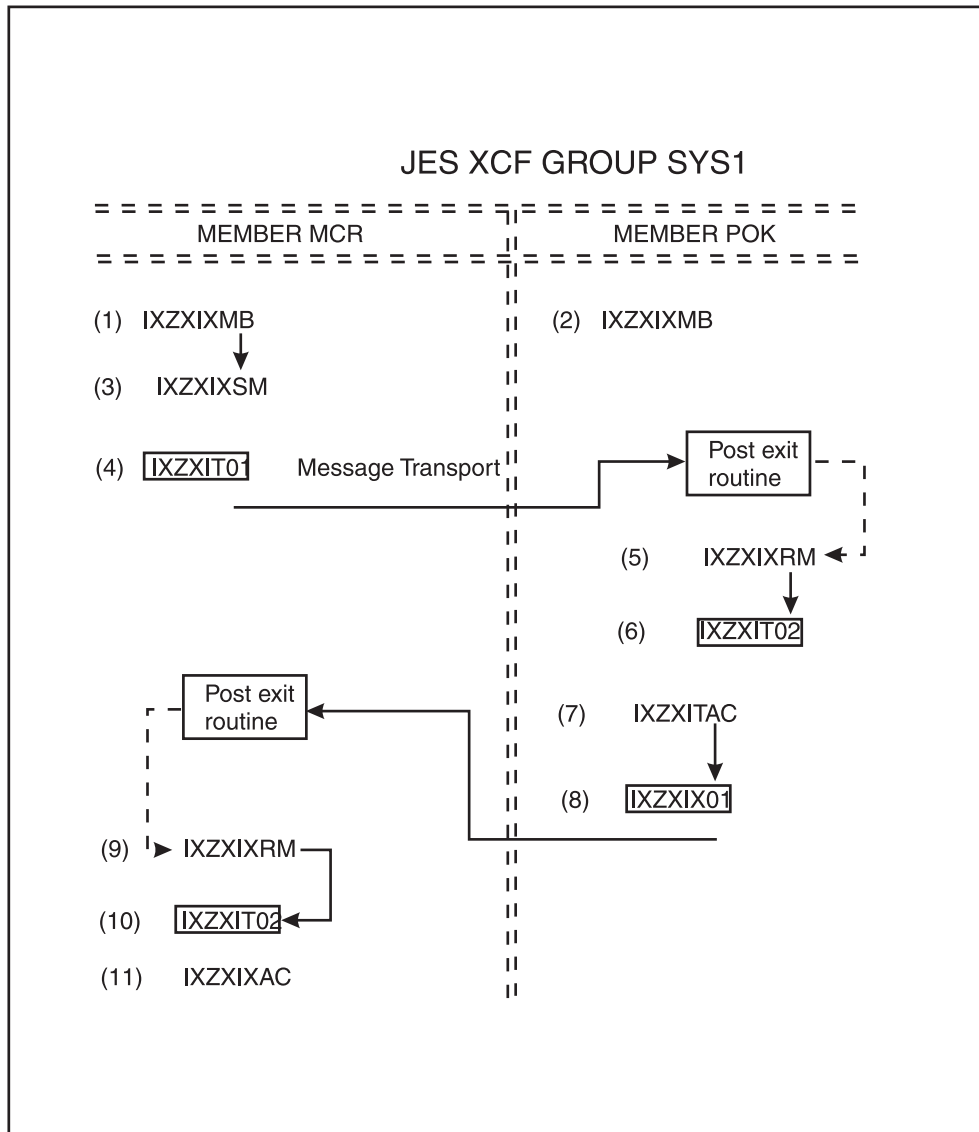 JES XCF GROUP SYS1
MEMBER MCR
MEMBER POK
(1) IXZXIXMB
(2) IXZXIXMB
(3) IXZXIXSM
(4) IXZXIT01 Message Transport
Post exit
routine
(5) IXZXIXRM
(6) IXZXIT02
Post exit
routine
(7) IXZXITAC
(8) IXZXIX01
(9) IXZXIXRM
(10) IXZXIT02
(11) IXZXIXAC